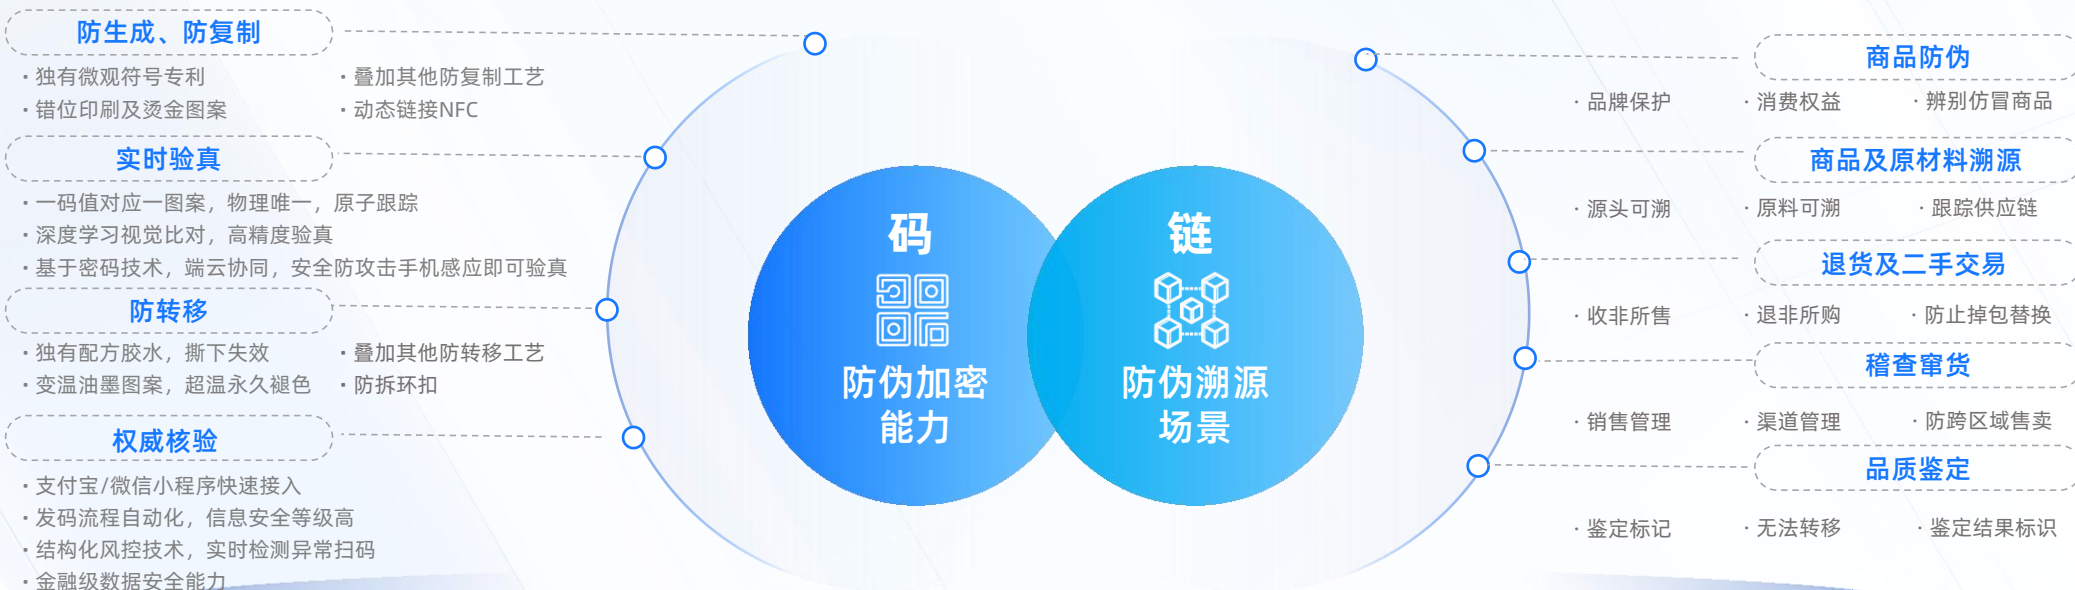 防生成、防复制
· 独有微观符号专利
· 叠加其他防复制工艺
· 错位印刷及烫金图案
· 动态链接NFC
实时验真
· 一码值对应一图案，物理唯一，原子跟踪
· 深度学习视觉比对，高精度验真
· 基于密码技术，端云协同，安全防攻击手机感应即可验真
防转移
· 独有配方胶水，撕下失效
· 叠加其他防转移工艺
· 变温油墨图案，超温永久褪色
· 防拆环扣
权威核验
· 支付宝/微信小程序快速接入
· 发码流程自动化，信息安全等级高
· 结构化风控技术，实时检测异常扫码
· 金融级数据安全能力
码
防伪加密
能力
链
防伪溯源
场景
商品防伪
· 品牌保护
· 消费权益
· 辨别仿冒商品
商品及原材料溯源
· 源头可溯
· 原料可溯
· 跟踪供应链
退货及二手交易
· 收非所售
· 退非所购
· 防止掉包替换
稽查窜货
· 销售管理
· 渠道管理
· 防跨区域售卖
品质鉴定
· 鉴定标记
· 无法转移
· 鉴定结果标识